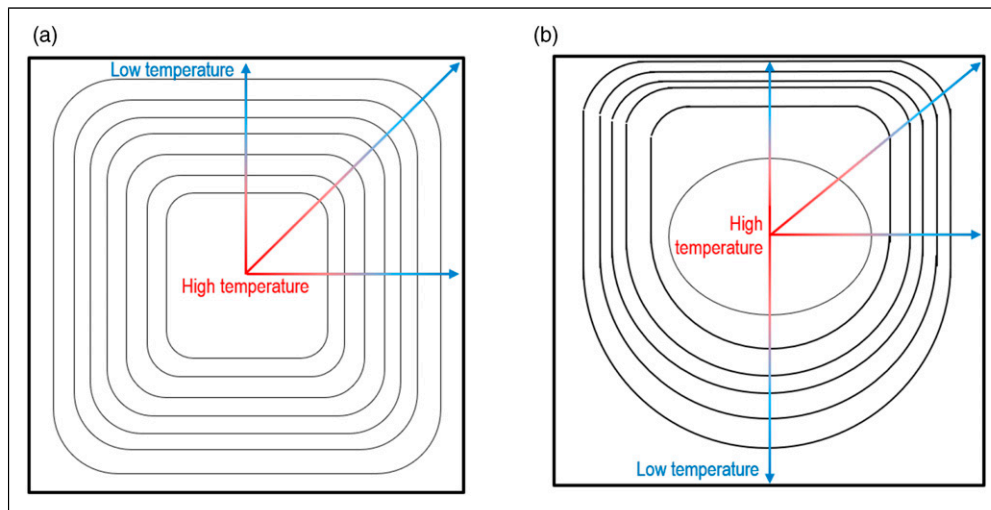 (a)
Low temperature
High temperature
(b)
High
temperature
Low temperature